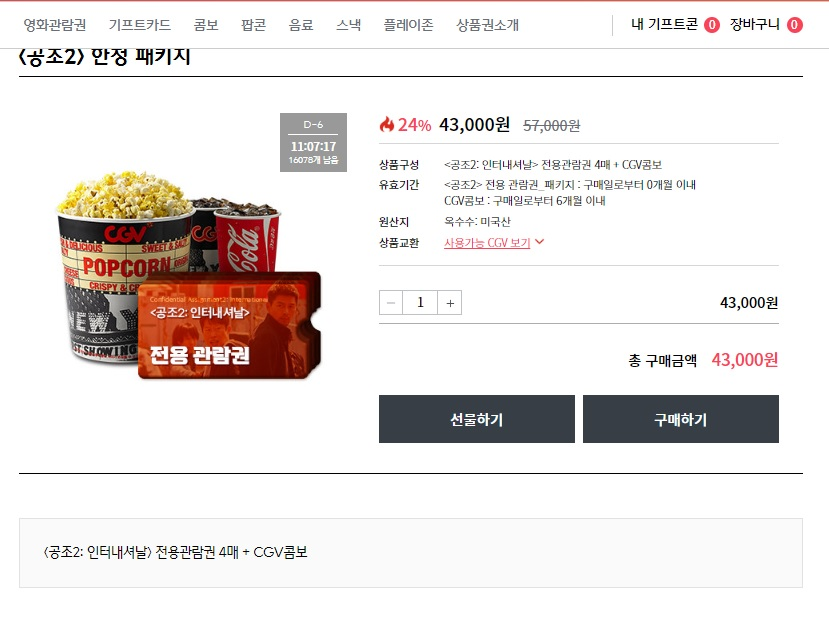 영화관람권 기프트카드 콤보 팝콘 음료 스낵 플레이존 상품권소개 내 기프트콘 0 장바구니 0
<공조2> 한정 패키지
D-6
11:07:17
16078개 남음
24% 43,000원 57,000원
상품구성 <공조2: 인터내셔날> 전용관람권 4매 + CGV콤보
유효기간 <공조2> 전용 관람권_패키지 : 구매일로부터 0개월 이내
CGV콤보 : 구매일로부터 6개월 이내
원산지 옥수수: 미국산
상품교환 사용가능 CGV 보기
CGV
CG
DELICIOUS
SWEET &
POPCORN
CRISPY &
NEW
SHOWING
Cola
Confidential Assignment2: International
<공조2: 인터내셔날>
전용 관람권
- 1 + 43,000원
총 구매금액 43,000원
선물하기 구매하기
<공조2: 인터내셔날> 전용관람권 4매 + CGV콤보